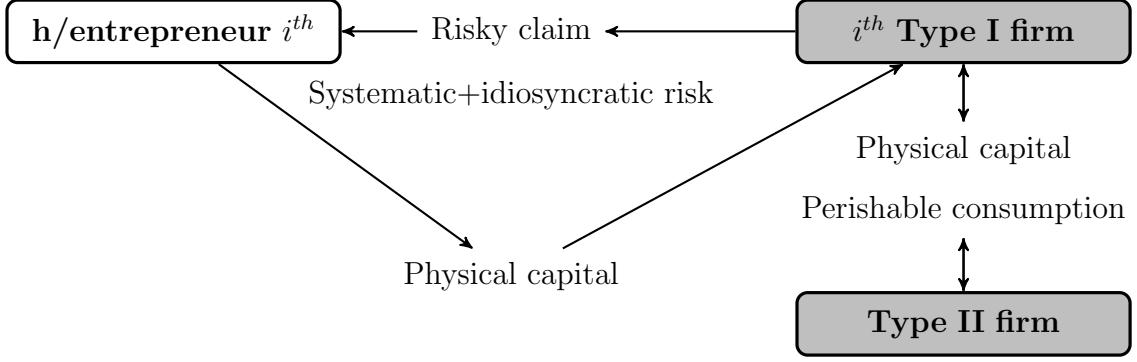 h/entrepreneur i^{th}
Risky claim
i^{th} Type I firm
Systematic+idiosyncratic risk
Physical capital
Perishable consumption
Physical capital
Type II firm